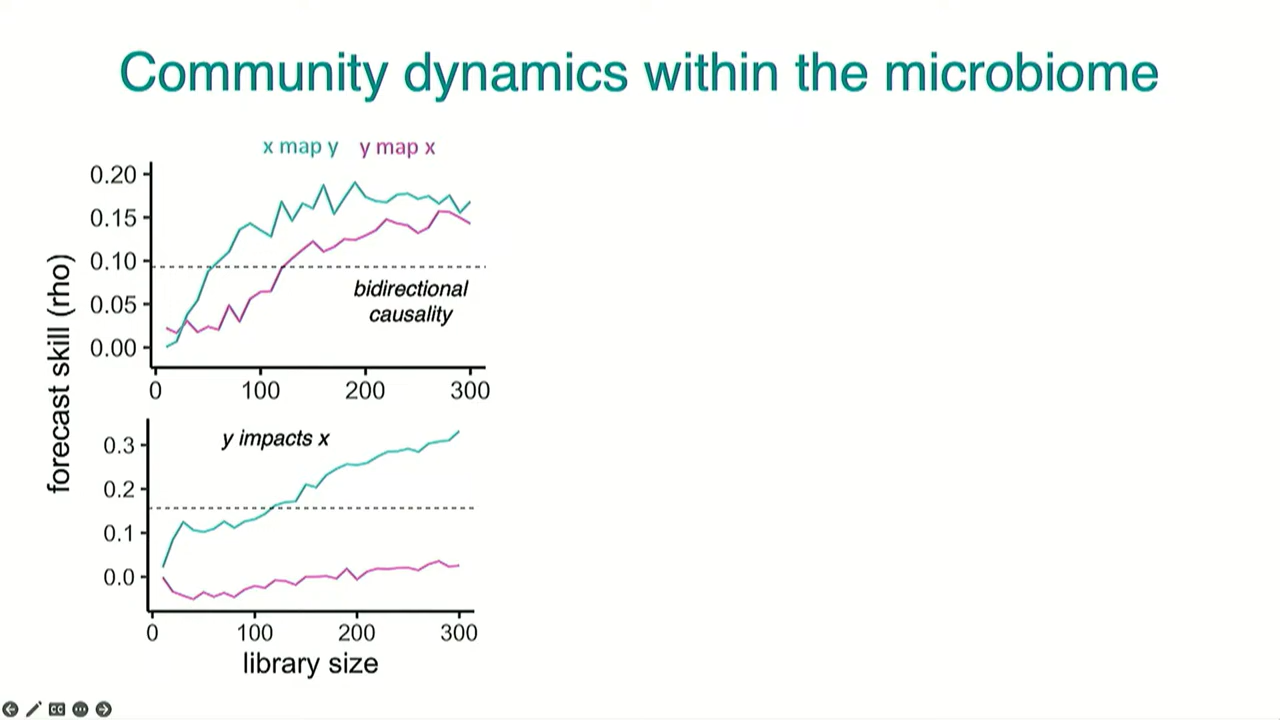 Community dynamics within the microbiome
x map y y map x
forecast skill (rho)
0.20
0.15
0.10
0.05
0.00
bidirectional
causality
0 100 200 300
y impacts x
0.3
0.2
0.1
0.0
0 100 200 300
library size
CC